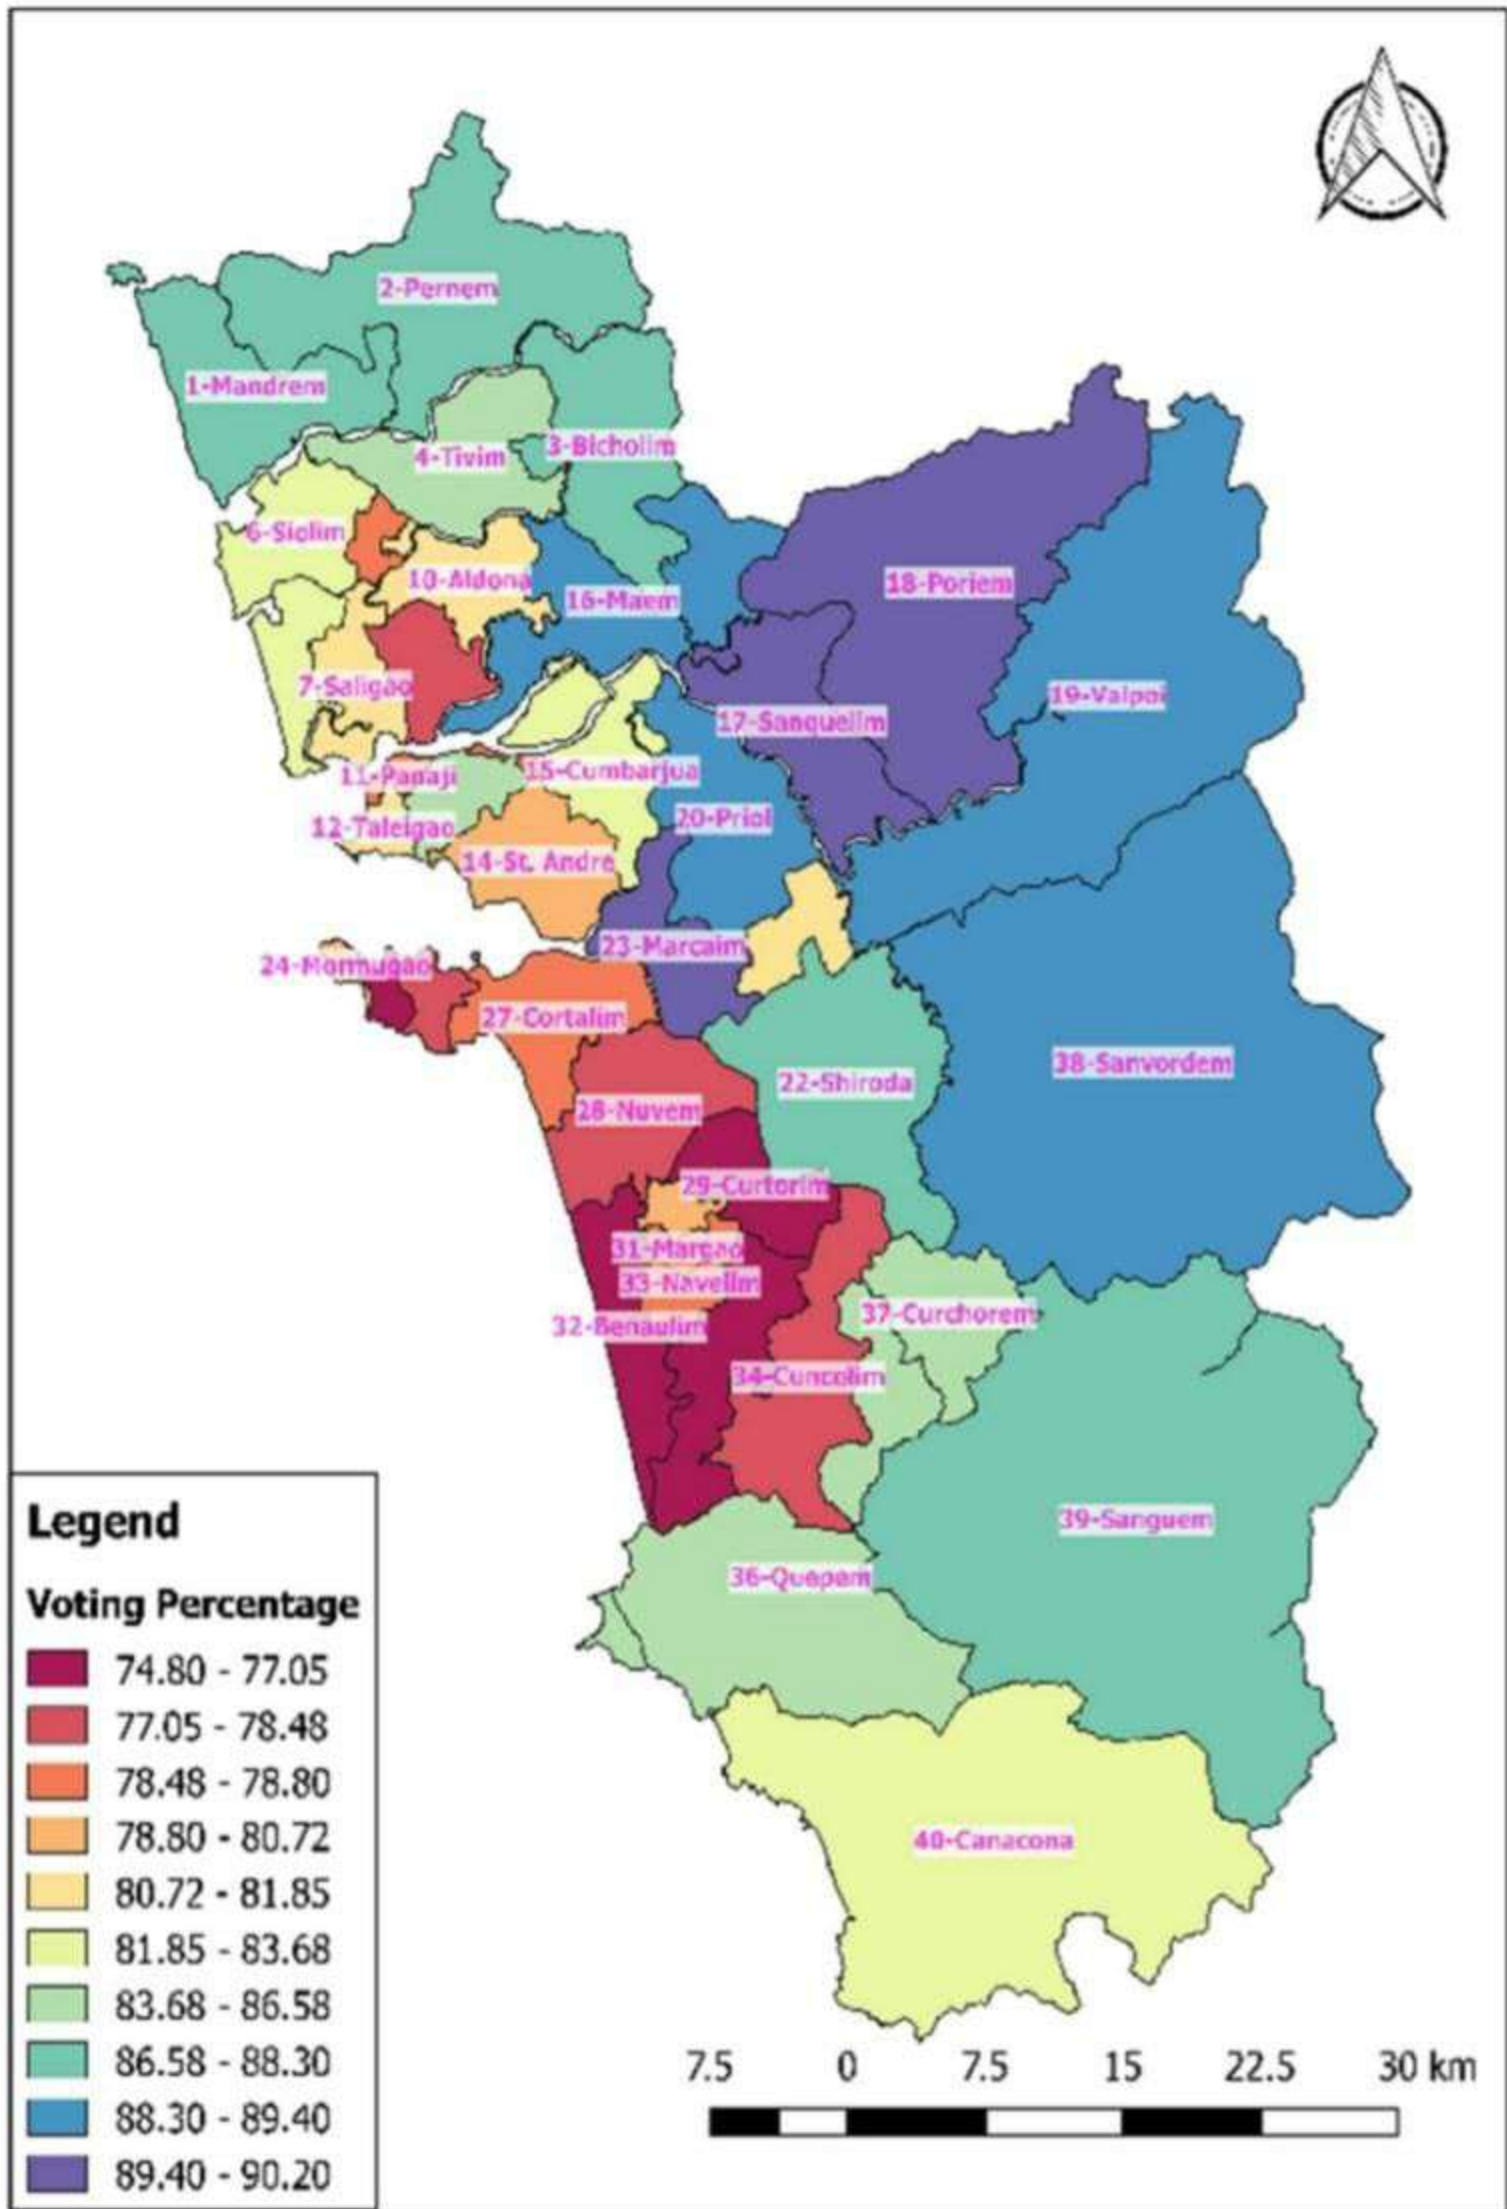 2-Pernem
1-Mandrem
3-Bicholim
4-Tivim
6-Siolim
10-Aldona
18-Poriem
16-Maem
7-Saligao
19-Valpoi
17-Sanquelim
15-Cumbarjua
11-Panaji
20-Priol
12-Taleigao
14-St. Andre
23-Marcaim
24-Mormugao
27-Cortalim
38-Sanvordem
22-Shiroda
28-Nuvem
29-Curtorim
31-Margao
33-Navelim
37-Curchorem
32-Benaulim
34-Cuncolim
39-Sanguem
36-Quepem
40-Canacona
Legend
Voting Percentage
74.80 - 77.05
77.05 - 78.48
78.48 - 78.80
78.80 - 80.72
80.72 - 81.85
81.85 - 83.68
83.68 - 86.58
86.58 - 88.30
88.30 - 89.40
89.40 - 90.20
7.5 0 7.5 15 22.5 30 km